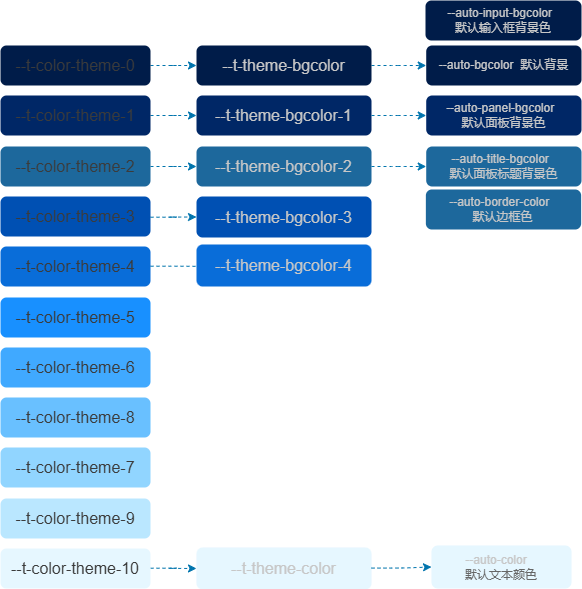 --auto-input-bgcolor
默认输入框背景色
--t-color-theme-0
--t-theme-bgcolor
--auto-bgcolor 默认背景
--t-color-theme-1
--t-theme-bgcolor-1
--auto-panel-bgcolor
默认面板背景色
--t-color-theme-2
--t-theme-bgcolor-2
--auto-title-bgcolor
默认面板标题背景色
--t-color-theme-3
--t-theme-bgcolor-3
--auto-border-color
默认边框色
--t-color-theme-4
--t-theme-bgcolor-4
--t-color-theme-5
--t-color-theme-6
--t-color-theme-8
--t-color-theme-7
--t-color-theme-9
--t-color-theme-10
--t-theme-color
--auto-color
默认文本颜色